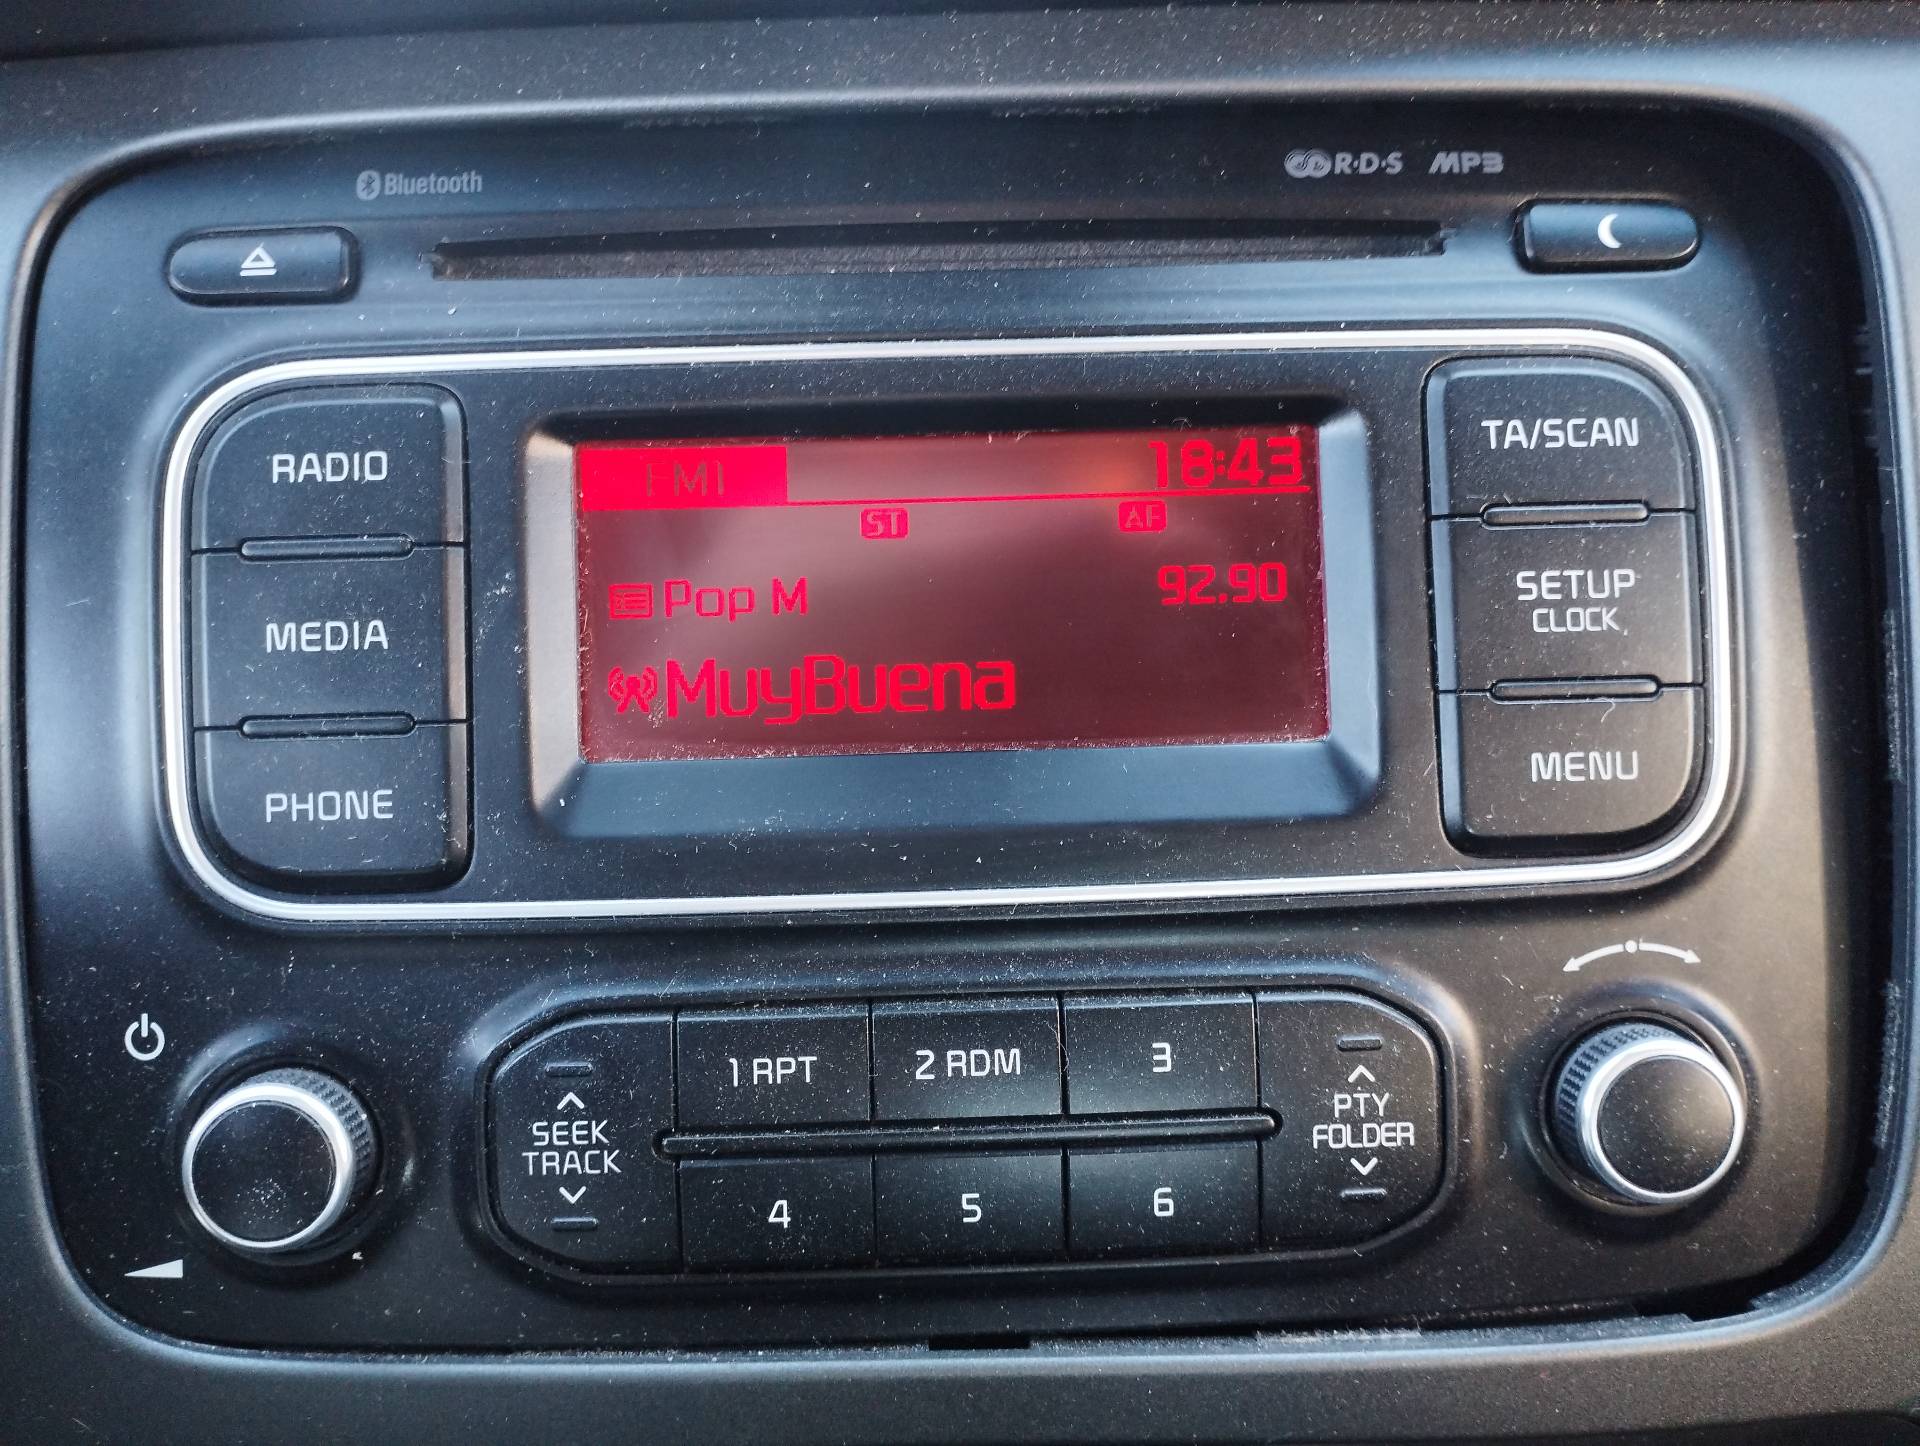 Bluetooth
R·D·S MP3
RADIO
MEDIA
PHONE
FM1
18:43
ST
AF
Pop M
92.90
MuyBuena
TA/SCAN
SETUP
CLOCK
MENU
SEEK
TRACK
1 RPT
2 RDM
3
4
5
6
PTY
FOLDER